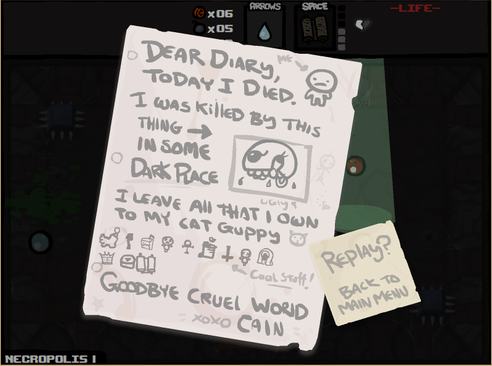 x06
x05
ARROWS
SPACE
-LIFE-
DEAR DIARY,
ME
TODAY I DIED.
I WAS KILLED BY THIS
THING
IN SOME
DARK PLACE
UGLY
I LEAVE ALL THAT I OWN
TO MY CAT GUPPY
COOL STUFF!
GOODBYE CRUEL WORLD
XOXO CAIN
REPLAY?
BACK TO
MAIN MENU
NECROPOLIS I